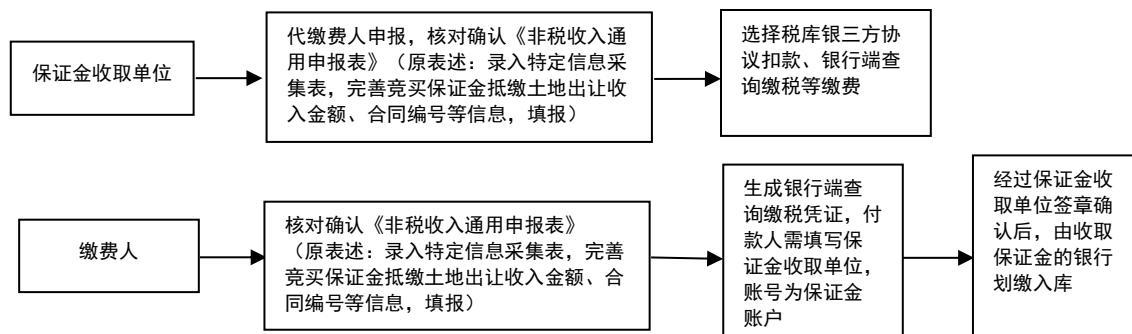 保证金收取单位
代缴费人申报，核对确认《非税收入通
用申报表》（原表述：录入特定信息采
集表，完善竞买保证金抵缴土地出让收
入金额、合同编号等信息，填报）
选择税库银三方协
议扣款、银行端查
询缴税等缴费
缴费人
核对确认《非税收入通用申报表》
（原表述：录入特定信息采集表，完善
竞买保证金抵缴土地出让收入金额、合
同编号等信息，填报）
生成银行端查
询缴税凭证，付
款人需填写保
证金收取单位，
账号为保证金
账户
经过保证金收
取单位签章确
认后，由收取
保证金的银行
划缴入库